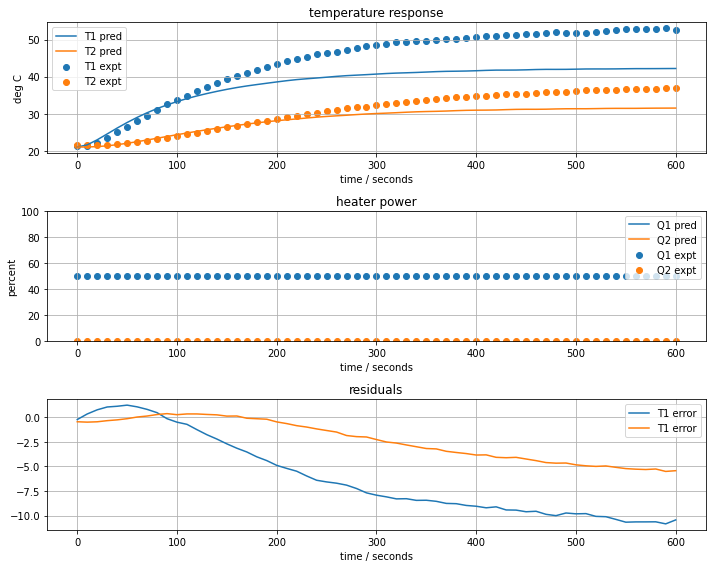 temperature response
deg C
50
40
30
20
T1 pred
T2 pred
T1 expt
T2 expt
0 100 200 300 400 500 600
time / seconds
heater power
percent
100
80
60
40
20
0
Q1 pred
Q2 pred
Q1 expt
Q2 expt
0 100 200 300 400 500 600
time / seconds
residuals
0.0
−2.5
−5.0
−7.5
−10.0
T1 error
T1 error
0 100 200 300 400 500 600
time / seconds